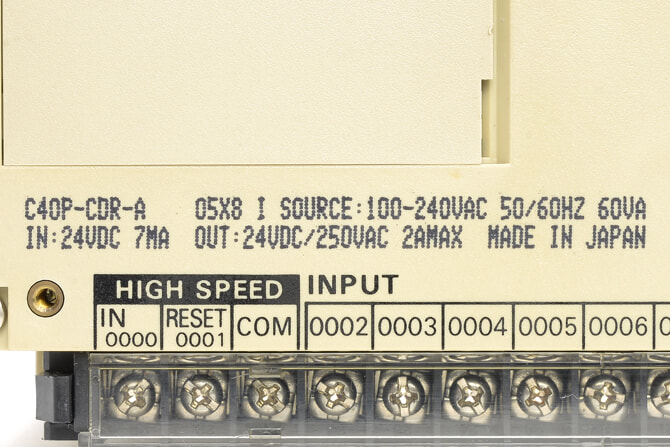 C40P-CDR-A 05X8 I SOURCE:100-240VAC 50/60HZ 60VA
IN:24VDC 7MA OUT:24VDC/250VAC 2AMAX MADE IN JAPAN
HIGH SPEED INPUT
IN 0000 RESET 0001 COM 0002 0003 0004 0005 0006